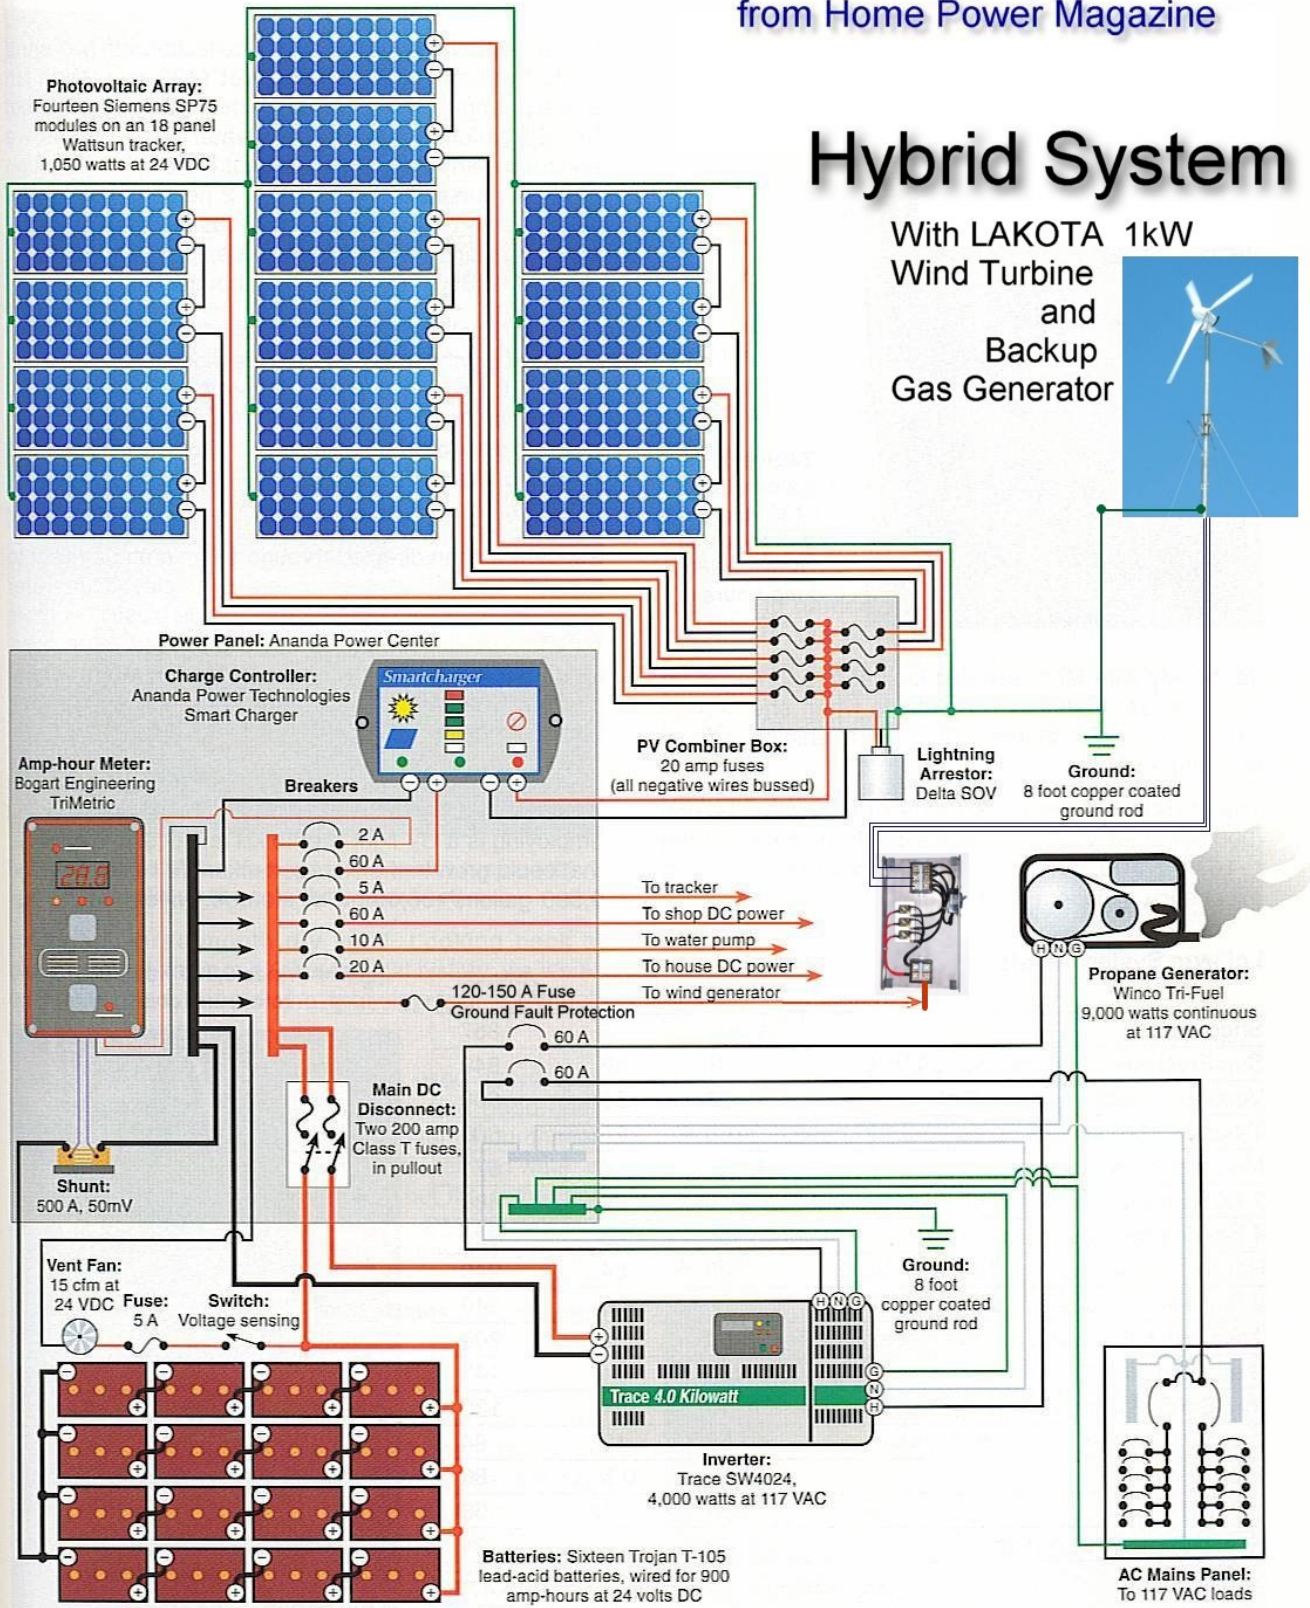 from Home Power Magazine
Hybrid System
With LAKOTA 1kW
Wind Turbine
and
Backup
Gas Generator
Photovoltaic Array:
Fourteen Siemens SP75
modules on an 18 panel
Wattsun tracker,
1,050 watts at 24 VDC
Power Panel: Ananda Power Center
Charge Controller:
Ananda Power Technologies
Smart Charger
Smartcharger
PV Combiner Box:
20 amp fuses
(all negative wires bussed)
Lightning
Arrestor:
Delta SOV
Ground:
8 foot copper coated
ground rod
Amp-hour Meter:
Bogart Engineering
TriMetric
28.8
Breakers
2 A
60 A
5 A
60 A
10 A
20 A
To tracker
To shop DC power
To water pump
To house DC power
To wind generator
120-150 A Fuse
Ground Fault Protection
60 A
60 A
H N G
Propane Generator:
Winco Tri-Fuel
9,000 watts continuous
at 117 VAC
Main DC
Disconnect:
Two 200 amp
Class T fuses,
in pullout
Shunt:
500 A, 50mV
Vent Fan:
15 cfm at
24 VDC
Fuse:
5 A
Switch:
Voltage sensing
Ground:
8 foot
copper coated
ground rod
H N G
G
N
H
Trace 4.0 Kilowatt
Inverter:
Trace SW4024,
4,000 watts at 117 VAC
Batteries: Sixteen Trojan T-105
lead-acid batteries, wired for 900
amp-hours at 24 volts DC
AC Mains Panel:
To 117 VAC loads